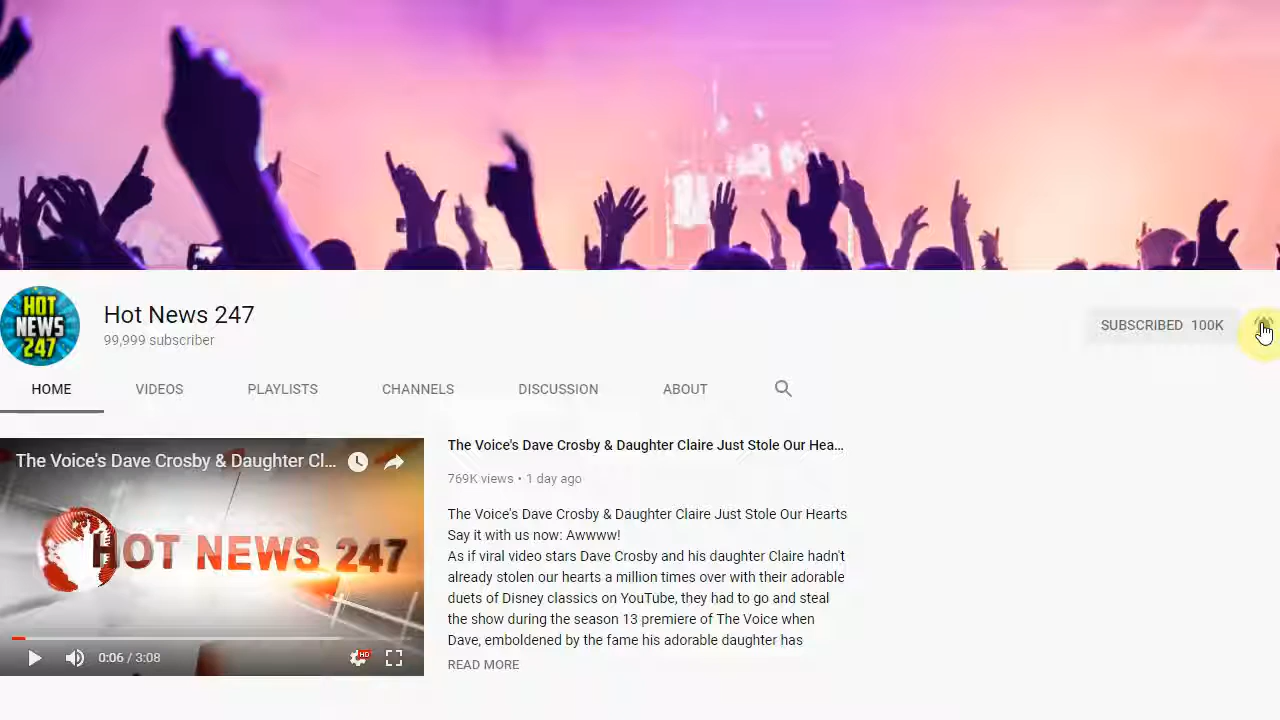 HOT
NEWS
247
Hot News 247
99,999 subscriber
SUBSCRIBED 100K
HOME VIDEOS PLAYLISTS CHANNELS DISCUSSION ABOUT
The Voice's Dave Crosby & Daughter Cl...
HOT NEWS 247
0:06 / 3:08
HD
The Voice's Dave Crosby & Daughter Claire Just Stole Our Hea...
769K views • 1 day ago
The Voice's Dave Crosby & Daughter Claire Just Stole Our Hearts
Say it with us now: Awwww!
As if viral video stars Dave Crosby and his daughter Claire hadn't
already stolen our hearts a million times over with their adorable
duets of Disney classics on YouTube, they had to go and steal
the show during the season 13 premiere of The Voice when
Dave, emboldened by the fame his adorable daughter has
READ MORE